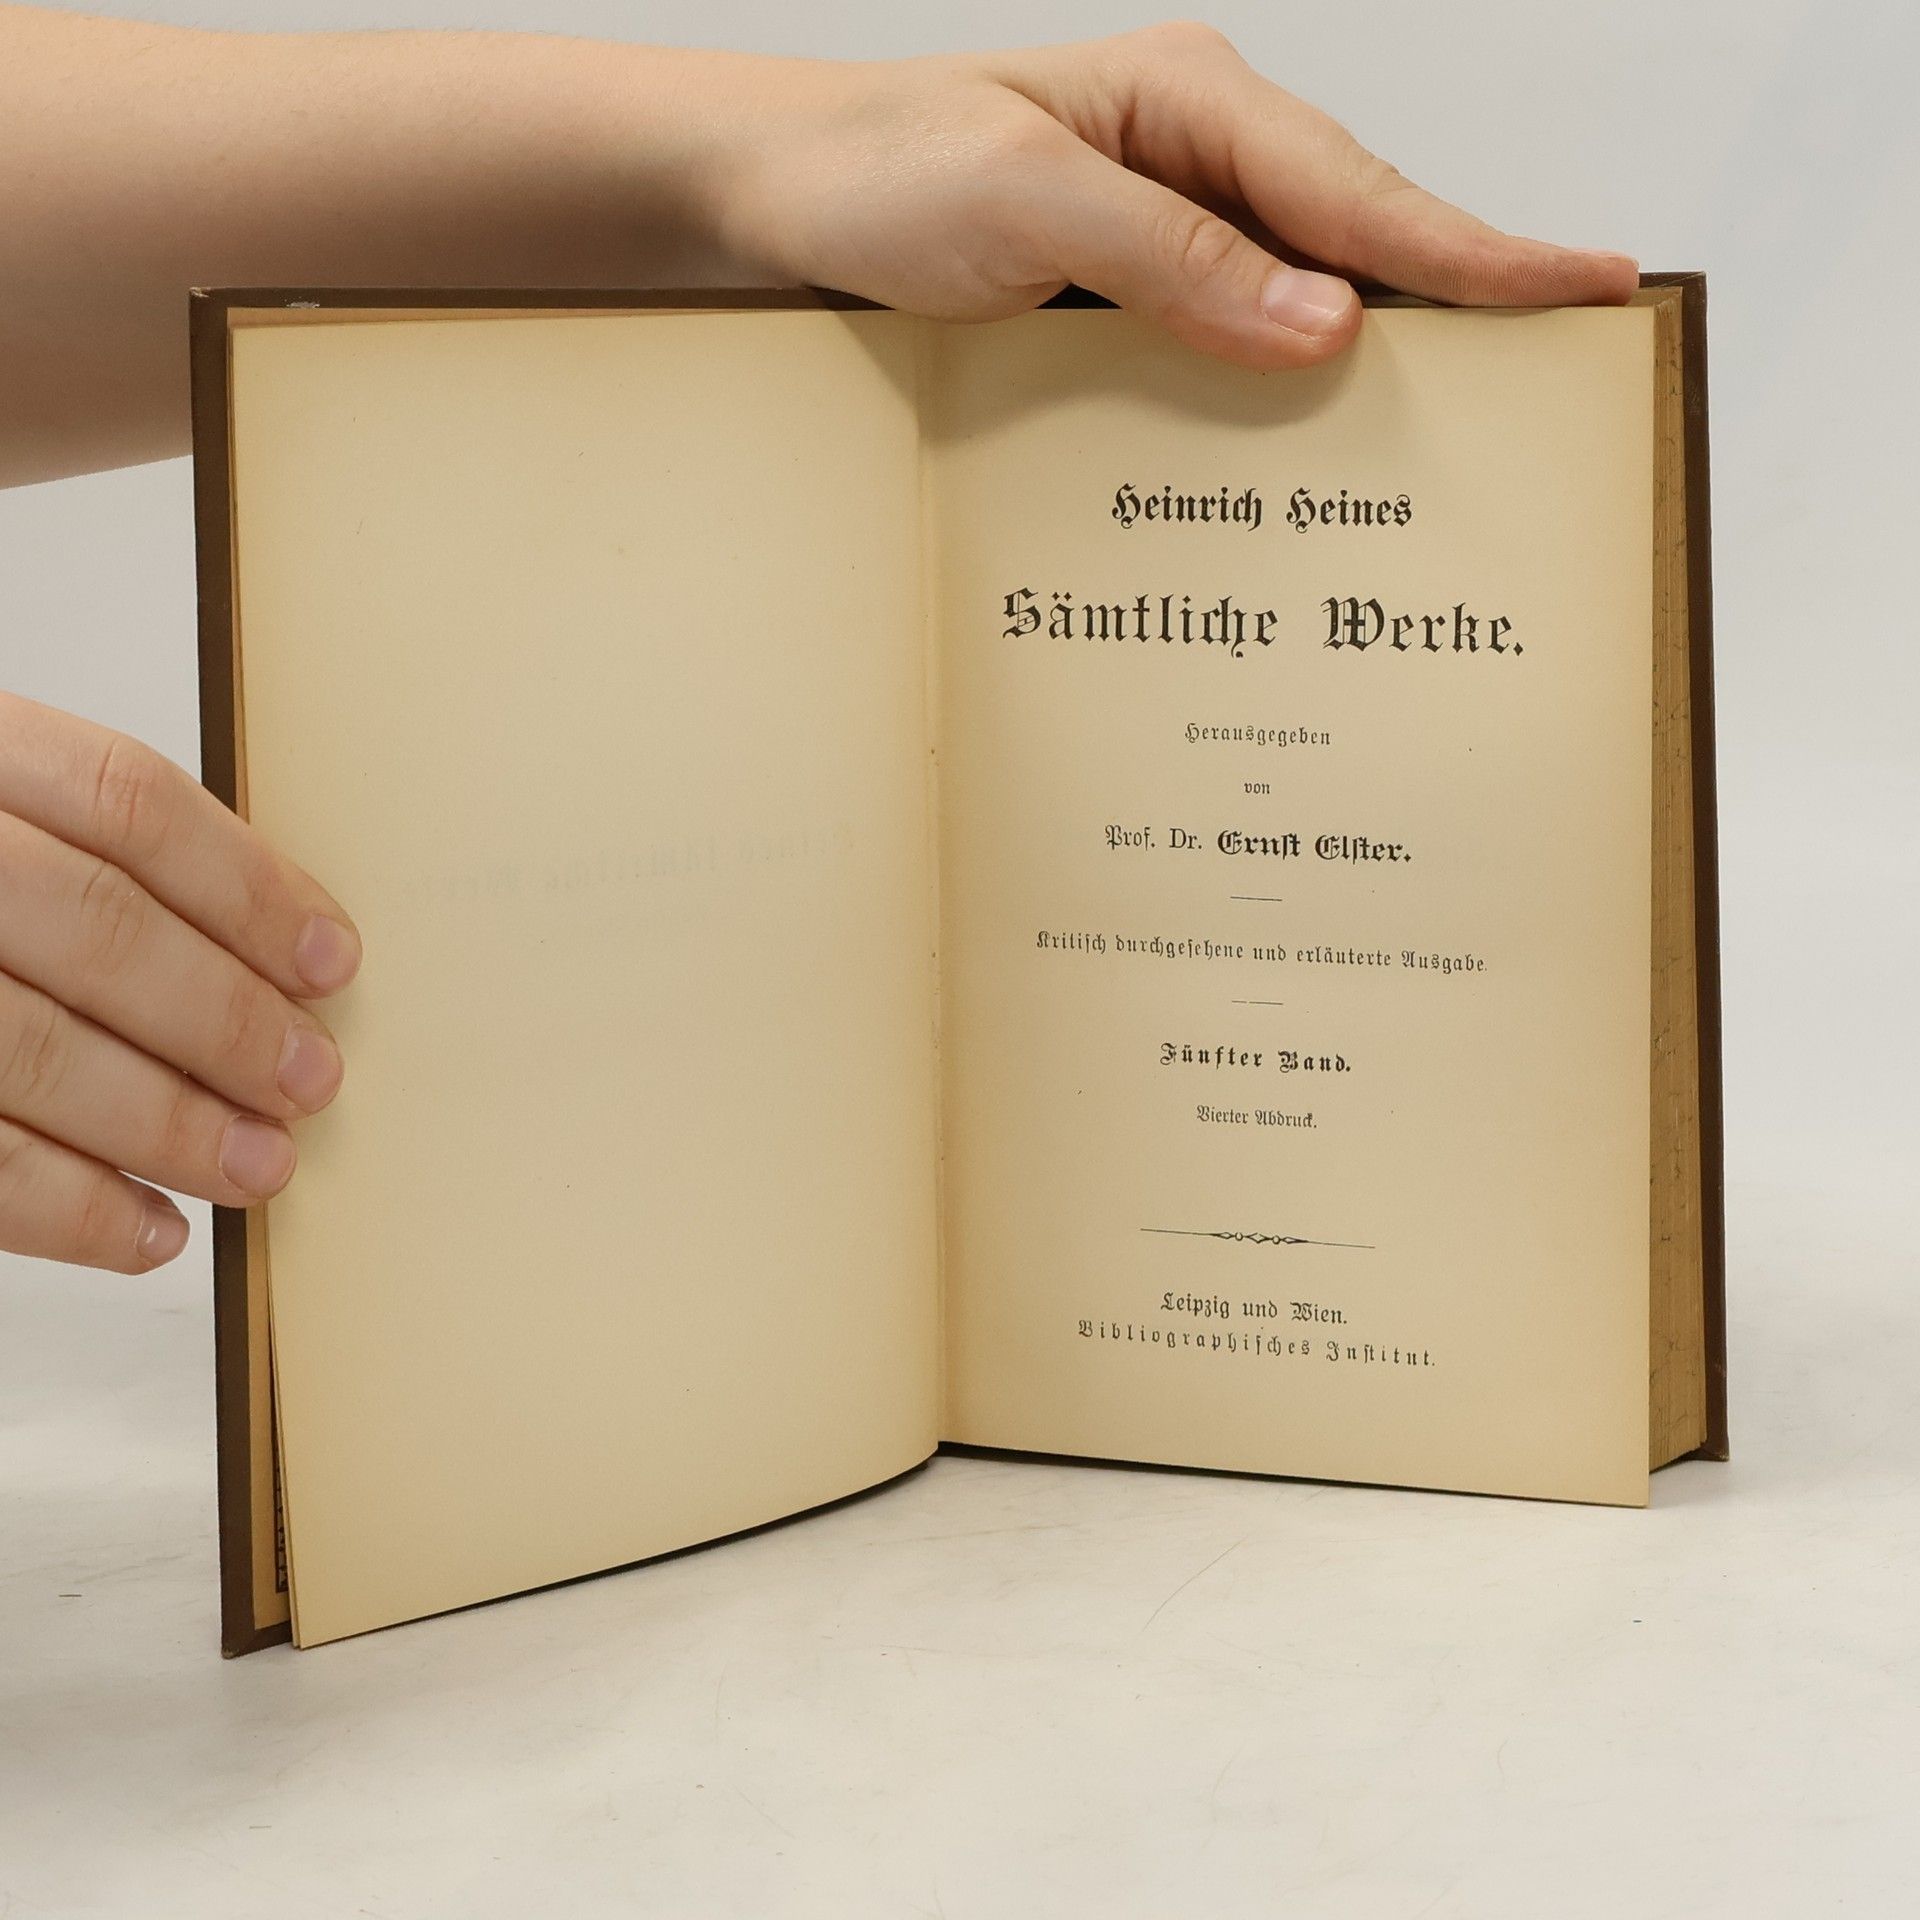 Heinrich Heines
Sämtliche Werke.
Herausgegeben
von
Prof. Dr. Ernst Elster.
Kritisch durchgesehene und erläuterte Ausgabe.
Fünfter Band.
Vierter Abdruck.
Leipzig und Wien.
Bibliographisches Institut.